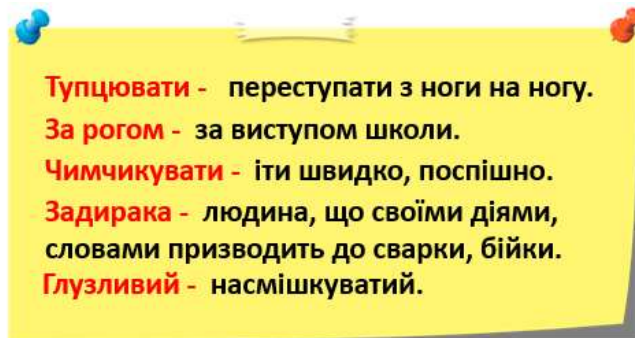 Тупцювати - переступати з ноги на ногу.
За рогом - за виступом школи.
Чимчикувати - іти швидко, поспішно.
Задирака - людина, що своїми діями,
словами призводить до сварки, бійки.
Глузливий - насмішкуватий.